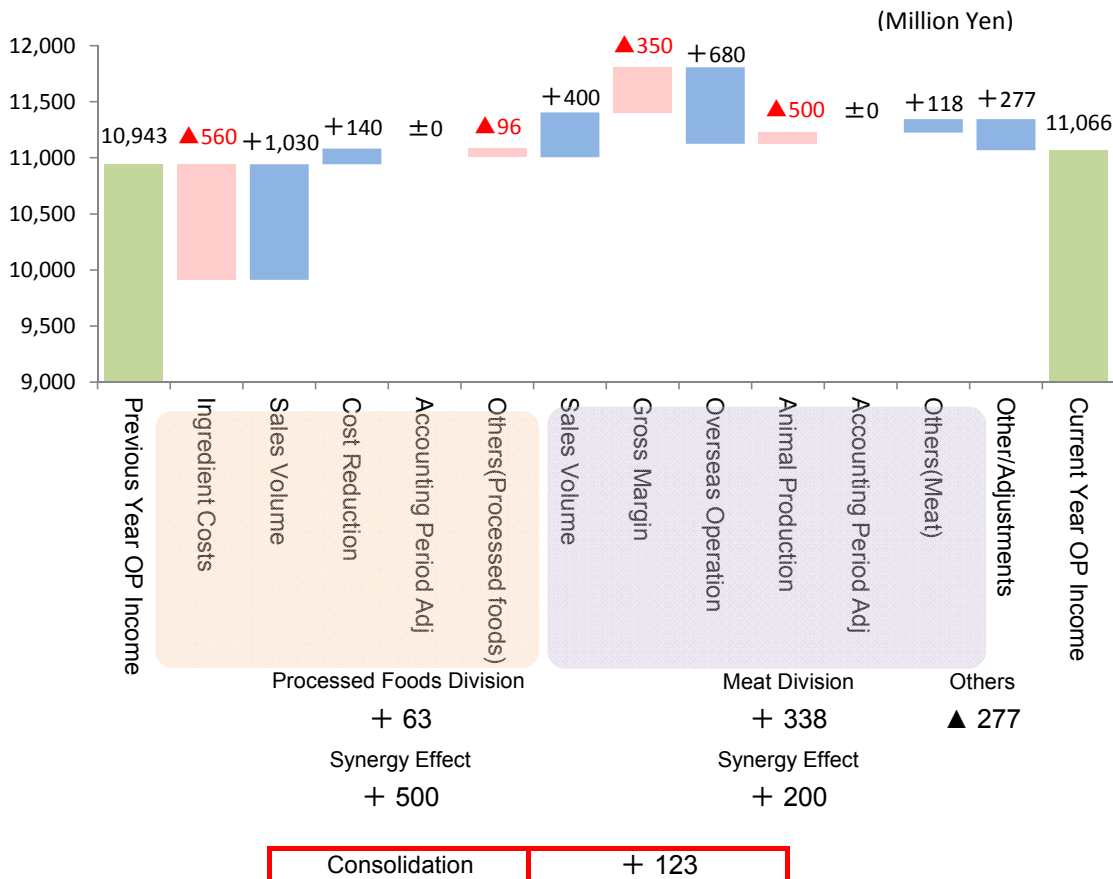 (Million Yen)
12,000
11,500
11,000
10,500
10,000
9,500
9,000
10,943
▲560
+1,030
+140
±0
▲96
+400
▲350
+680
▲500
±0
+118
+277
11,066
Previous Year OP Income
Ingredient Costs
Sales Volume
Cost Reduction
Accounting Period Adj
Others(Processed foods)
Sales Volume
Gross Margin
Overseas Operation
Animal Production
Accounting Period Adj
Others(Meat)
Other/Adjustments
Current Year OP Income
Processed Foods Division
+ 63
Synergy Effect
+ 500
Meat Division
+ 338
Synergy Effect
+ 200
Others
▲ 277
Consolidation + 123